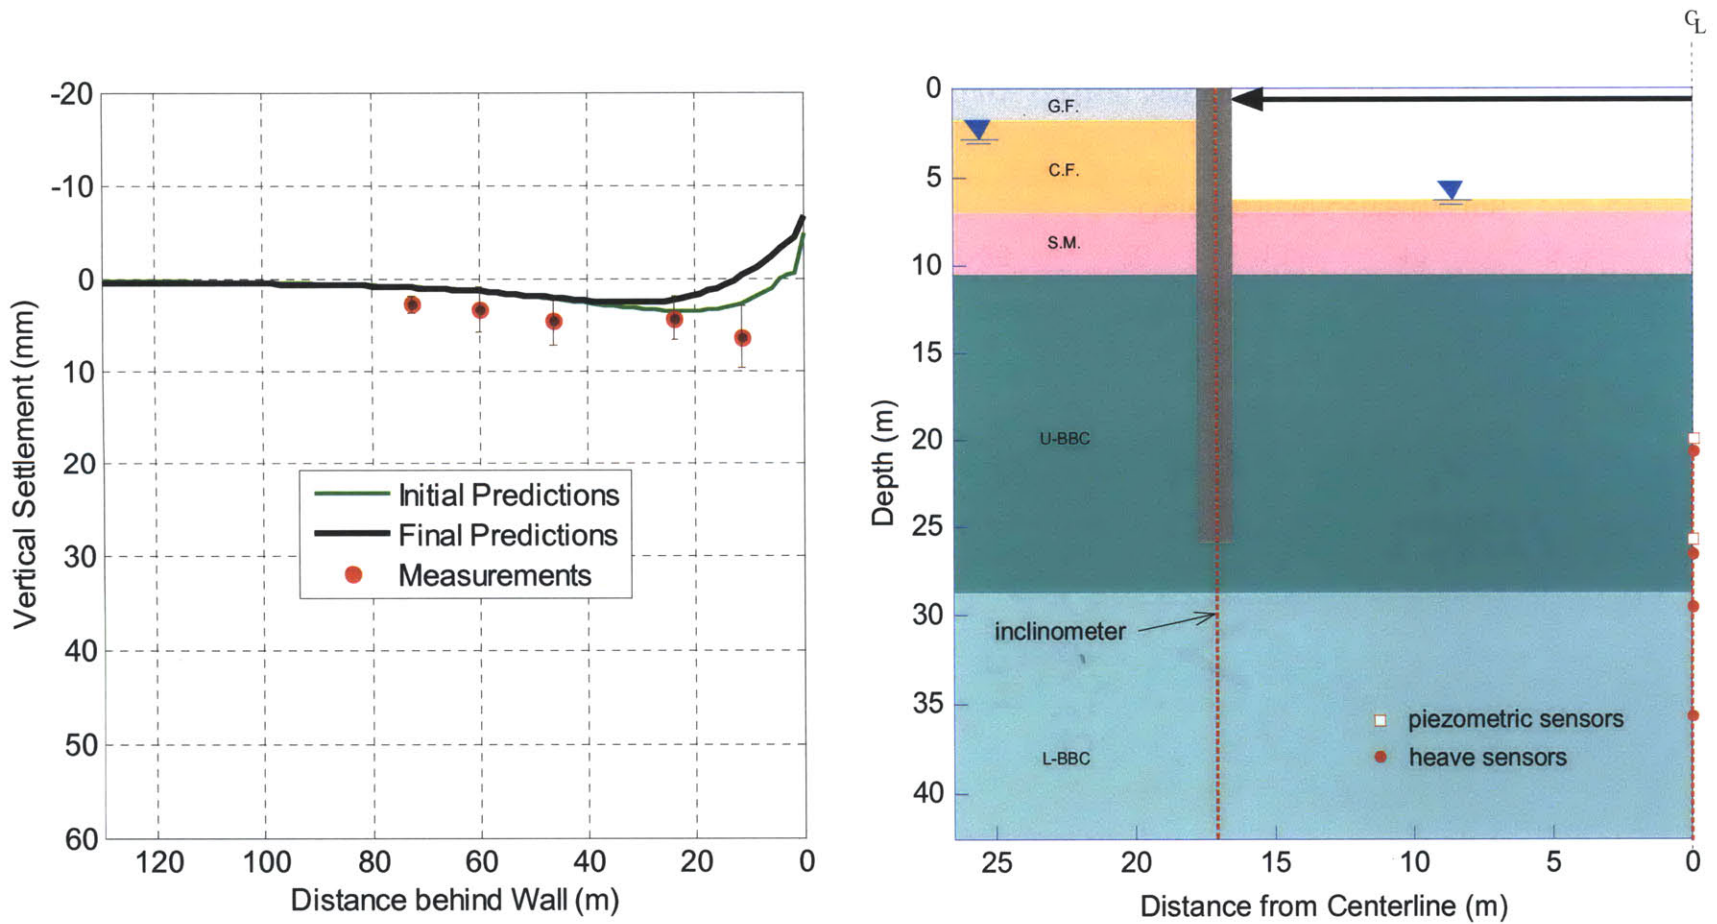 -20
-10
0
10
20
30
40
50
60
Vertical Settlement (mm)
Initial Predictions
Final Predictions
Measurements
120 100 80 60 40 20 0
Distance behind Wall (m)
CL
0
5
10
15
20
25
30
35
40
Depth (m)
G.F.
C.F.
S.M.
U-BBC
inclinometer
L-BBC
piezometric sensors
heave sensors
25 20 15 10 5 0
Distance from Centerline (m)